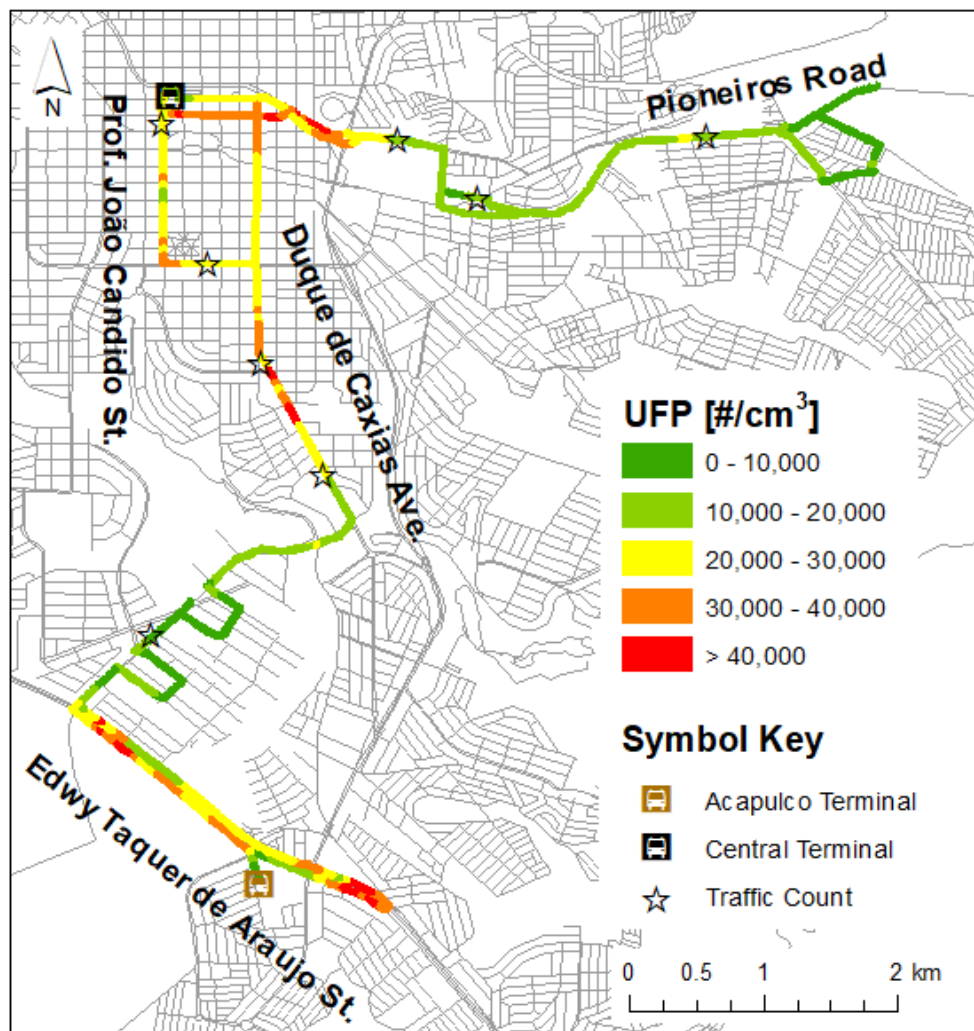 N
Pioneiros Road
Prof. João Candido St.
Duque de Caxias Ave.
Edwy Taquer de Araujo St.
UFP [#/cm³]
0 - 10,000
10,000 - 20,000
20,000 - 30,000
30,000 - 40,000
> 40,000
Symbol Key
Acapulco Terminal
Central Terminal
Traffic Count
0 0.5 1 2 km